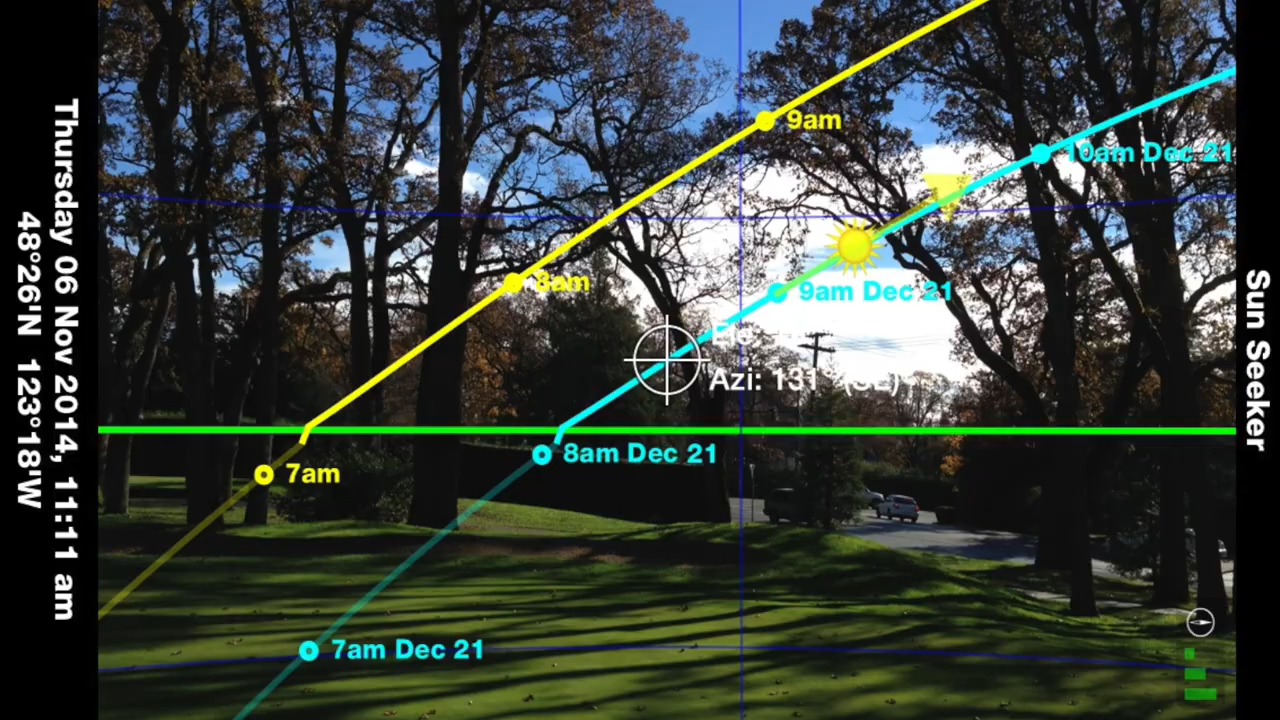 Thursday 06 Nov 2014, 11:11 am
48°26'N 123°18'W
9am
10am Dec 21
8am
9am Dec 21
Azi: 131° (SE)
7am
8am Dec 21
7am Dec 21
Sun Seeker